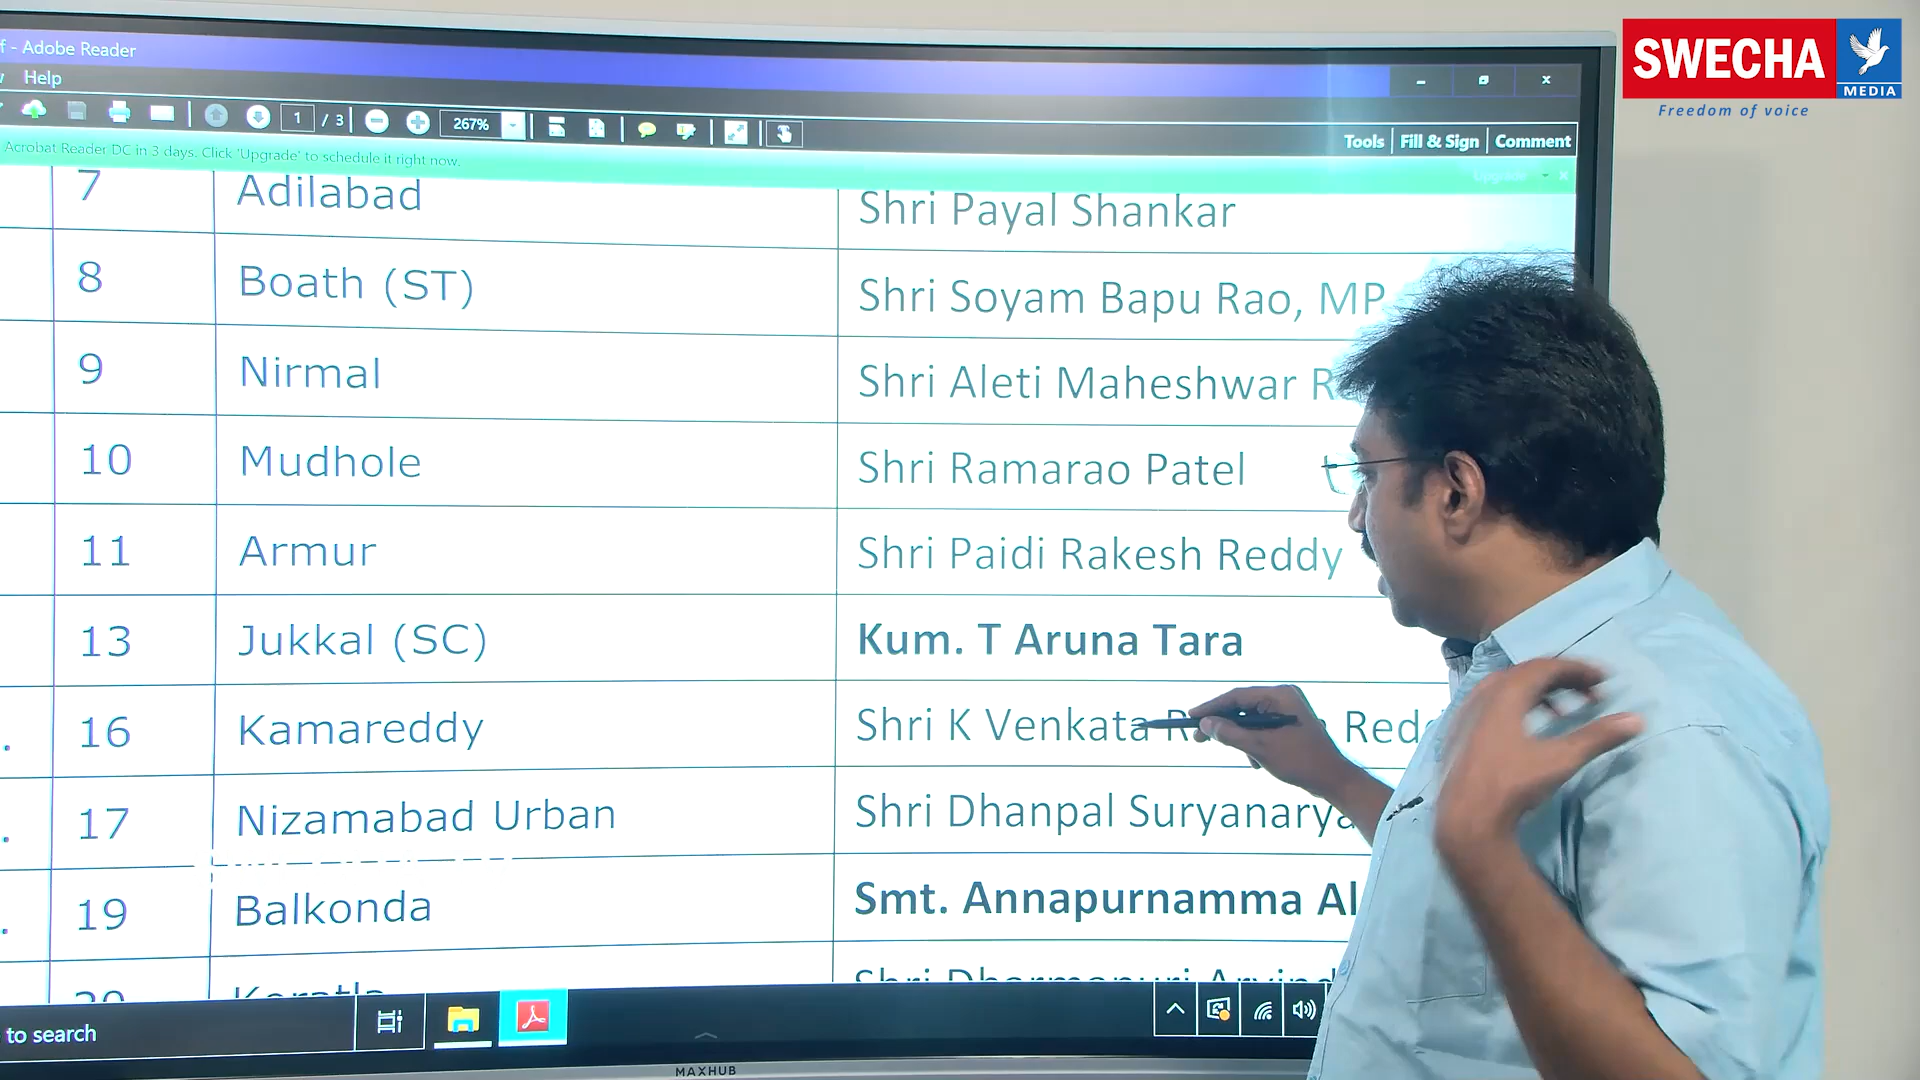 f - Adobe Reader
Help
1 / 3
267%
Tools
Fill & Sign
Comment
Acrobat Reader DC in 3 days. Click 'Upgrade' to schedule it right now.
Upgrade
7 Adilabad Shri Payal Shankar
8 Boath (ST) Shri Soyam Bapu Rao, MP
9 Nirmal Shri Aleti Maheshwar R
10 Mudhole Shri Ramarao Patel
11 Armur Shri Paidi Rakesh Reddy
13 Jukkal (SC) Kum. T Aruna Tara
. 16 Kamareddy Shri K Venkata Redd
. 17 Nizamabad Urban Shri Dhanpal Suryanarya
. 19 Balkonda Smt. Annapurnamma Al
to search
MAXHUB
SWECHA
MEDIA
Freedom of voice